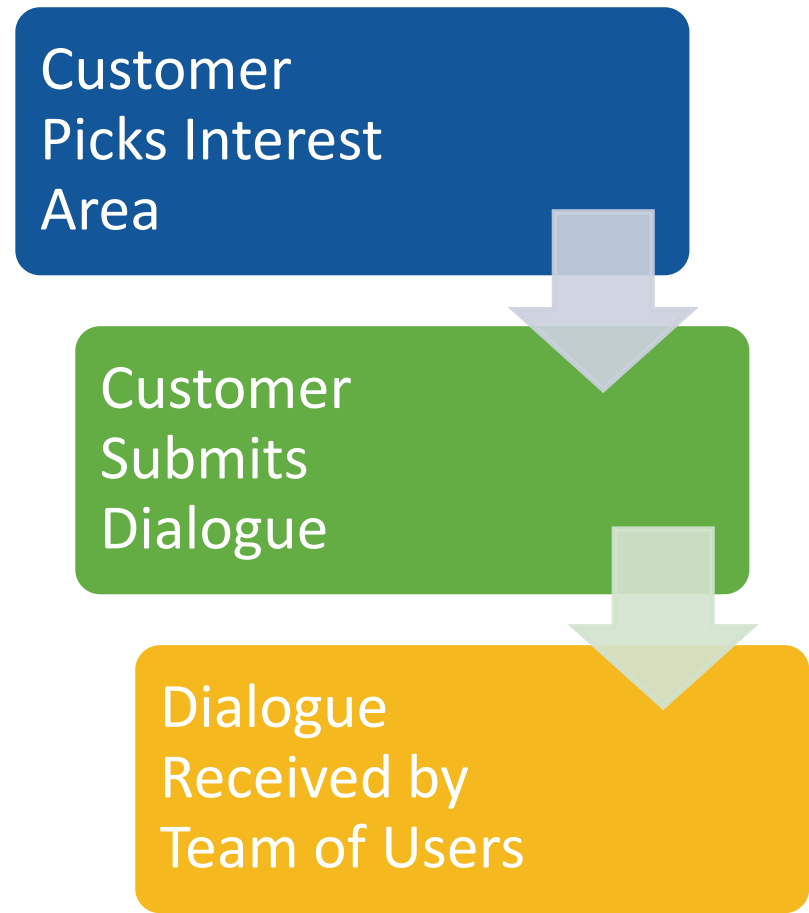 Customer
Picks Interest
Area
Customer
Submits
Dialogue
Dialogue
Received by
Team of Users